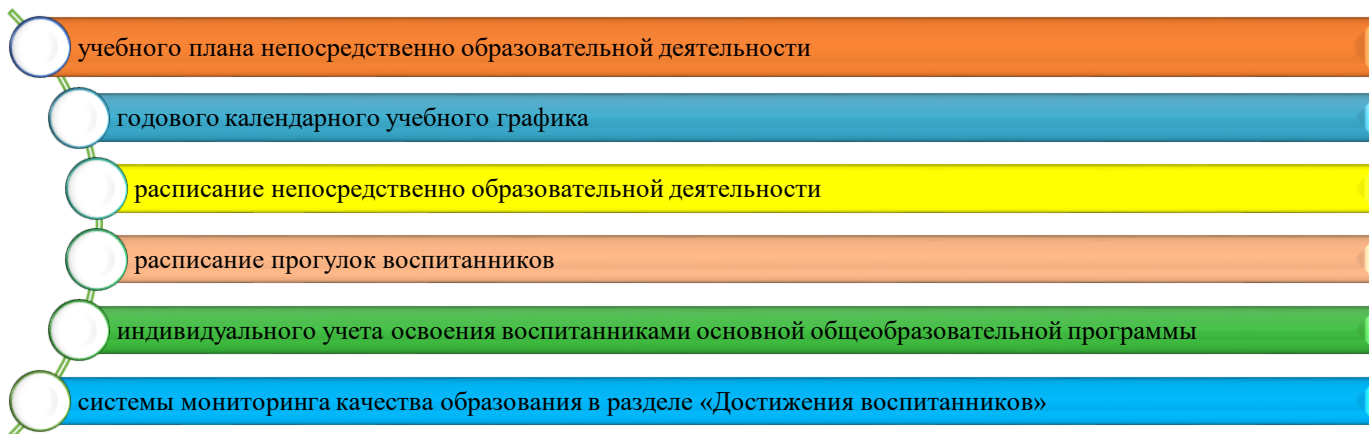 учебного плана непосредственно образовательной деятельности
годового календарного учебного графика
расписание непосредственно образовательной деятельности
расписание прогулок воспитанников
индивидуального учета освоения воспитанниками основной общеобразовательной программы
системы мониторинга качества образования в разделе «Достижения воспитанников»